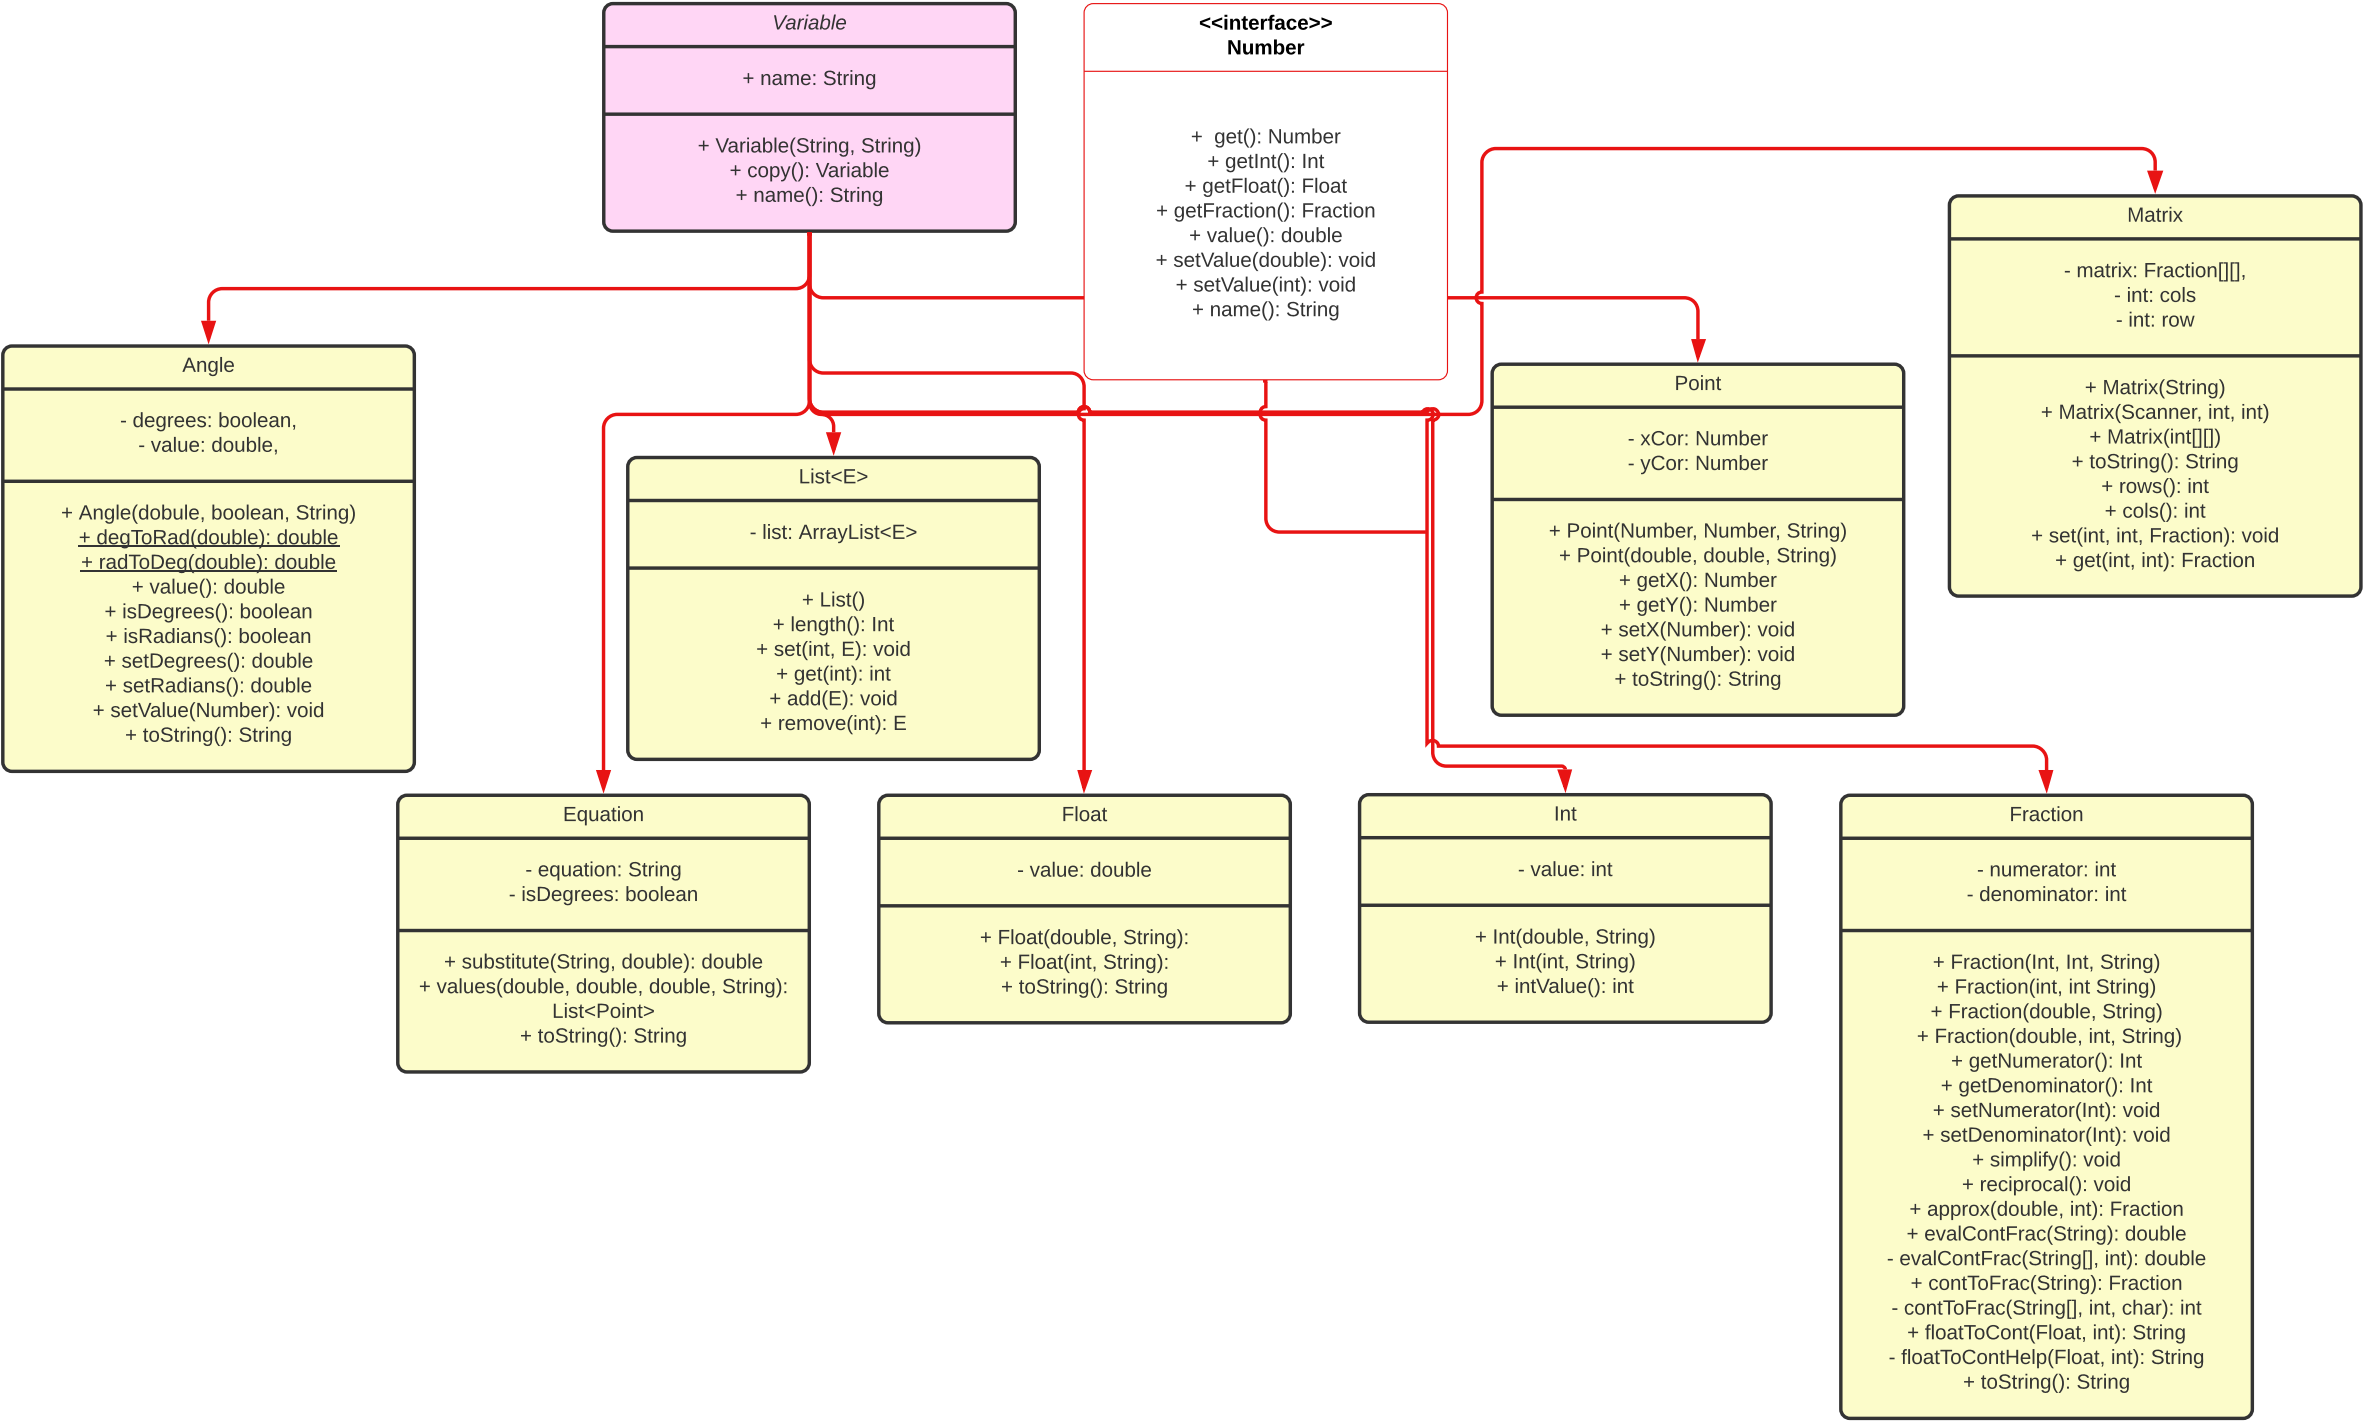 Variable
+ name: String
+ Variable(String, String)
+ copy(): Variable
+ name(): String
<<interface>>
Number
+  get(): Number
+ getInt(): Int
+ getFloat(): Float
+ getFraction(): Fraction
+ value(): double
+ setValue(double): void
+ setValue(int): void
+ name(): String
Matrix
- matrix: Fraction[][],
- int: cols
- int: row
+ Matrix(String)
+ Matrix(Scanner, int, int)
+ Matrix(int[][])
+ toString(): String
+ rows(): int
+ cols(): int
+ set(int, int, Fraction): void
+ get(int, int): Fraction
Angle
- degrees: boolean,
- value: double,
+ Angle(dobule, boolean, String)
+ degToRad(double): double
+ radToDeg(double): double
+ value(): double
+ isDegrees(): boolean
+ isRadians(): boolean
+ setDegrees(): double
+ setRadians(): double
+ setValue(Number): void
+ toString(): String
List<E>
- list: ArrayList<E>
+ List()
+ length(): Int
+ set(int, E): void
+ get(int): int
+ add(E): void
+ remove(int): E
Point
- xCor: Number
- yCor: Number
+ Point(Number, Number, String)
+ Point(double, double, String)
+ getX(): Number
+ getY(): Number
+ setX(Number): void
+ setY(Number): void
+ toString(): String
Equation
- equation: String
- isDegrees: boolean
+ substitute(String, double): double
+ values(double, double, double, String):
List<Point>
+ toString(): String
Float
- value: double
+ Float(double, String):
+ Float(int, String):
+ toString(): String
Int
- value: int
+ Int(double, String)
+ Int(int, String)
+ intValue(): int
Fraction
- numerator: int
- denominator: int
+ Fraction(Int, Int, String)
+ Fraction(int, int String)
+ Fraction(double, String)
+ Fraction(double, int, String)
+ getNumerator(): Int
+ getDenominator(): Int
+ setNumerator(Int): void
+ setDenominator(Int): void
+ simplify(): void
+ reciprocal(): void
+ approx(double, int): Fraction
+ evalContFrac(String): double
- evalContFrac(String[], int): double
+ contToFrac(String): Fraction
- contToFrac(String[], int, char): int
+ floatToCont(Float, int): String
- floatToContHelp(Float, int): String
+ toString(): String